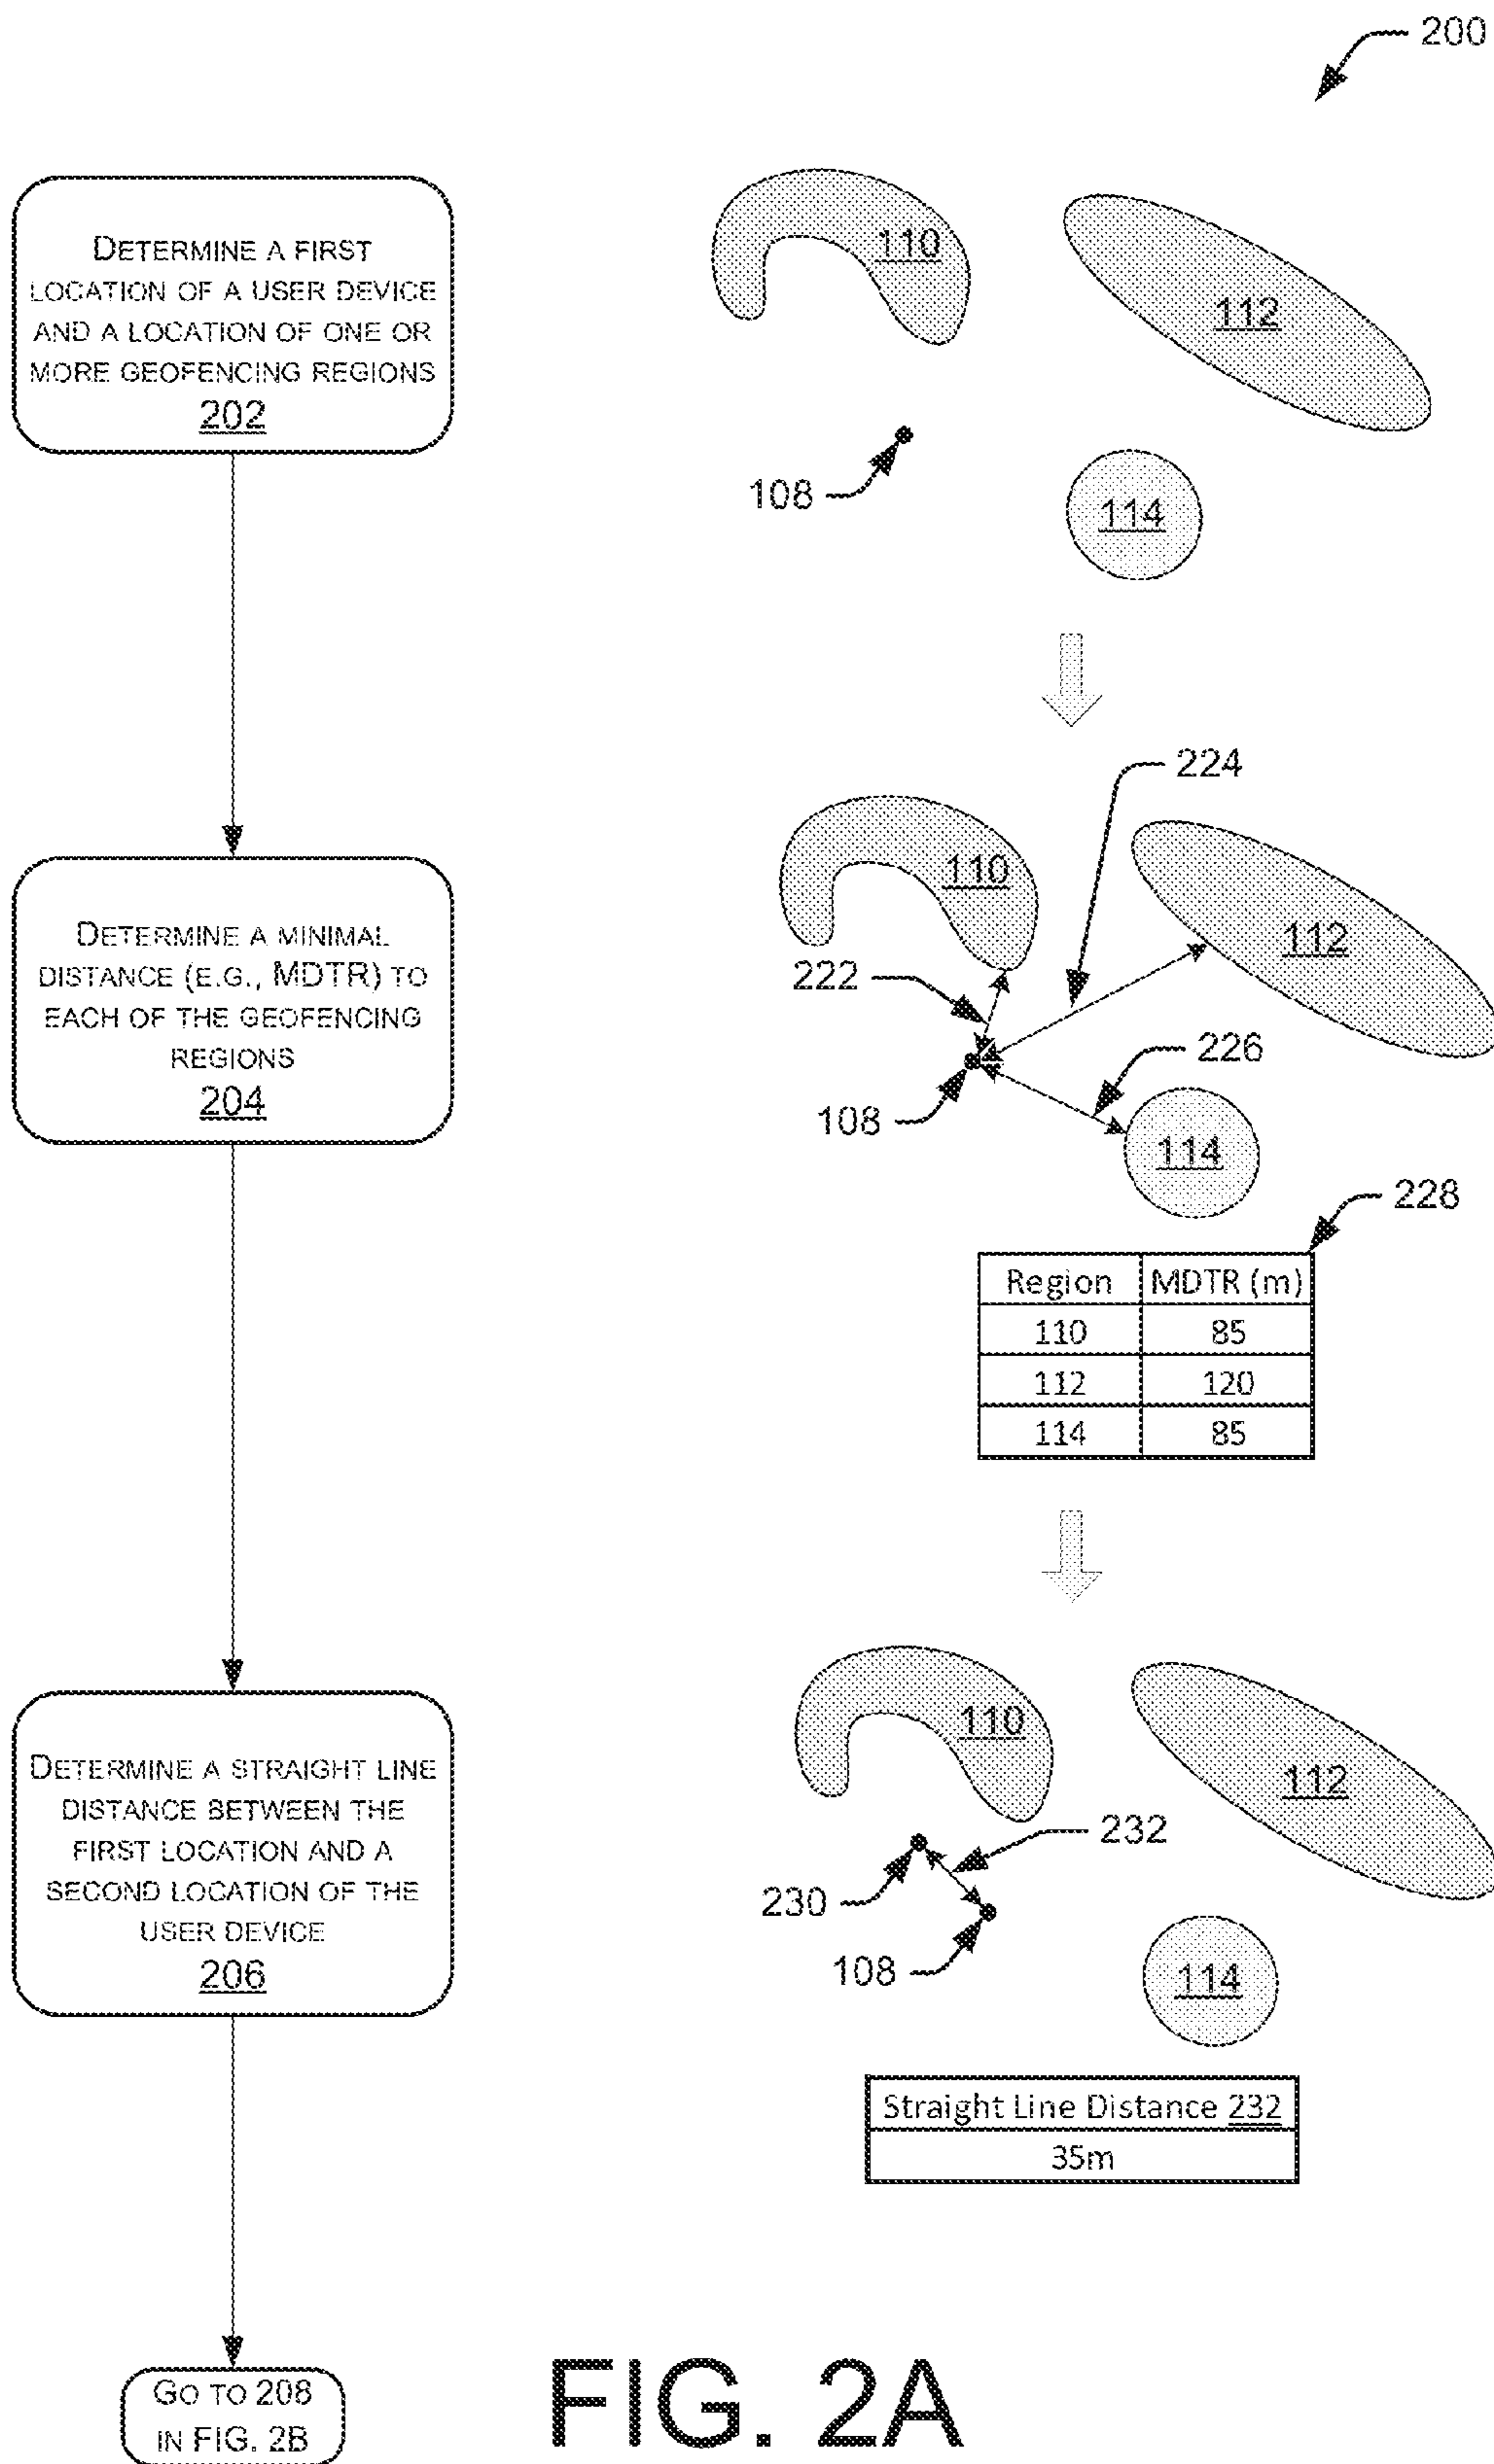 200
DETERMINE A FIRST
LOCATION OF A USER DEVICE
AND A LOCATION OF ONE OR
MORE GEOFENCING REGIONS
202
110
112
108
114
DETERMINE A MINIMAL
DISTANCE (E.G., MDTR) TO
EACH OF THE GEOFENCING
REGIONS
204
224
110
112
222
226
108
114
228
Region MDTR (m)
110 85
112 120
114 85
DETERMINE A STRAIGHT LINE
DISTANCE BETWEEN THE
FIRST LOCATION AND A
SECOND LOCATION OF THE
USER DEVICE
206
110
112
232
230
108
114
Straight Line Distance 232
35m
GO TO 208
IN FIG. 2B
FIG. 2A